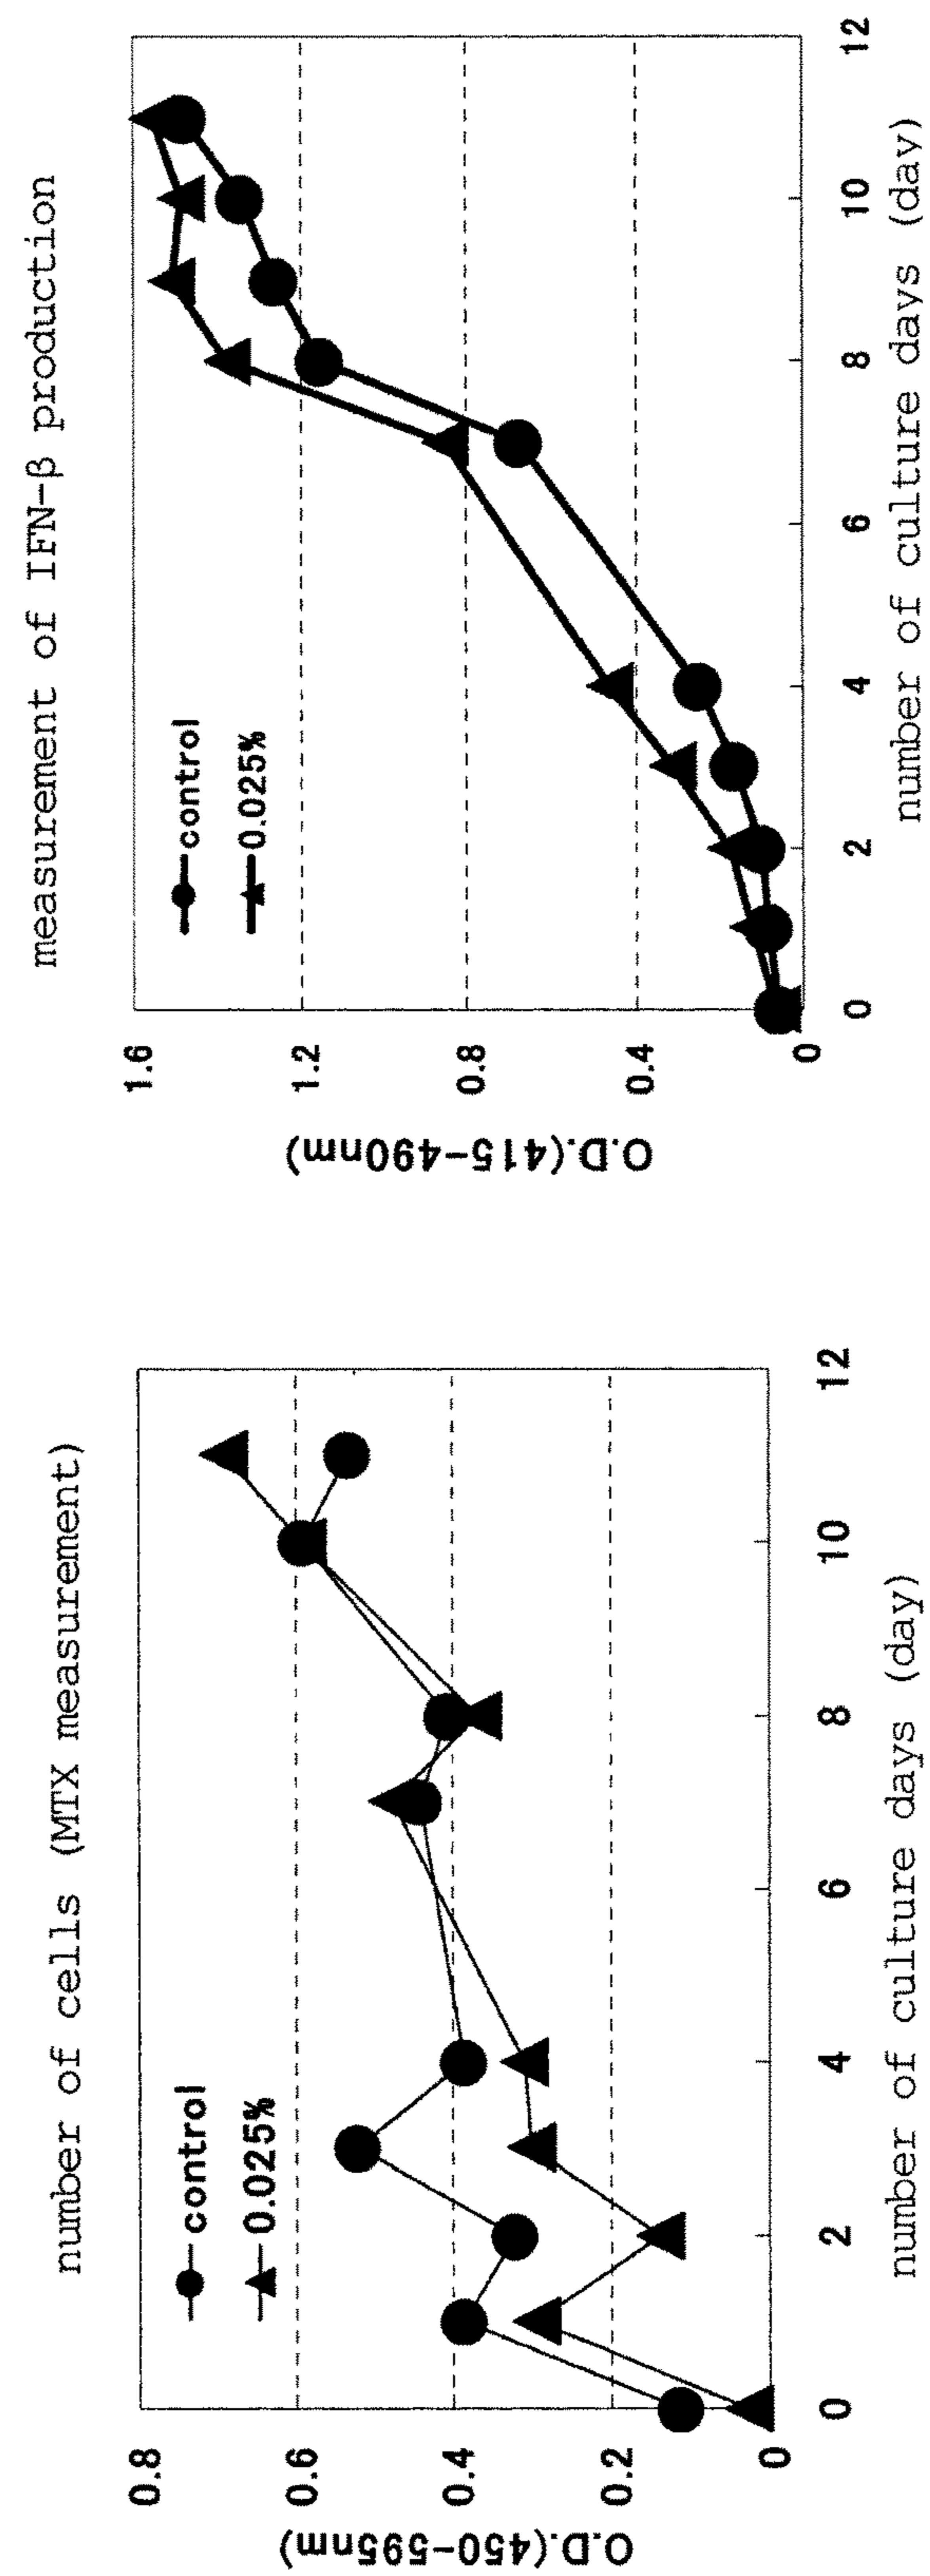 number of cells (MTX measurement)
control
0.025%
0.8
0.6
0.4
0.2
0
O.D.(450-595nm)
0 2 4 6 8 10 12
number of culture days (day)
measurement of IFN-β production
control
0.025%
1.6
1.2
0.8
0.4
0
O.D.(415-490nm)
0 2 4 6 8 10 12
number of culture days (day)